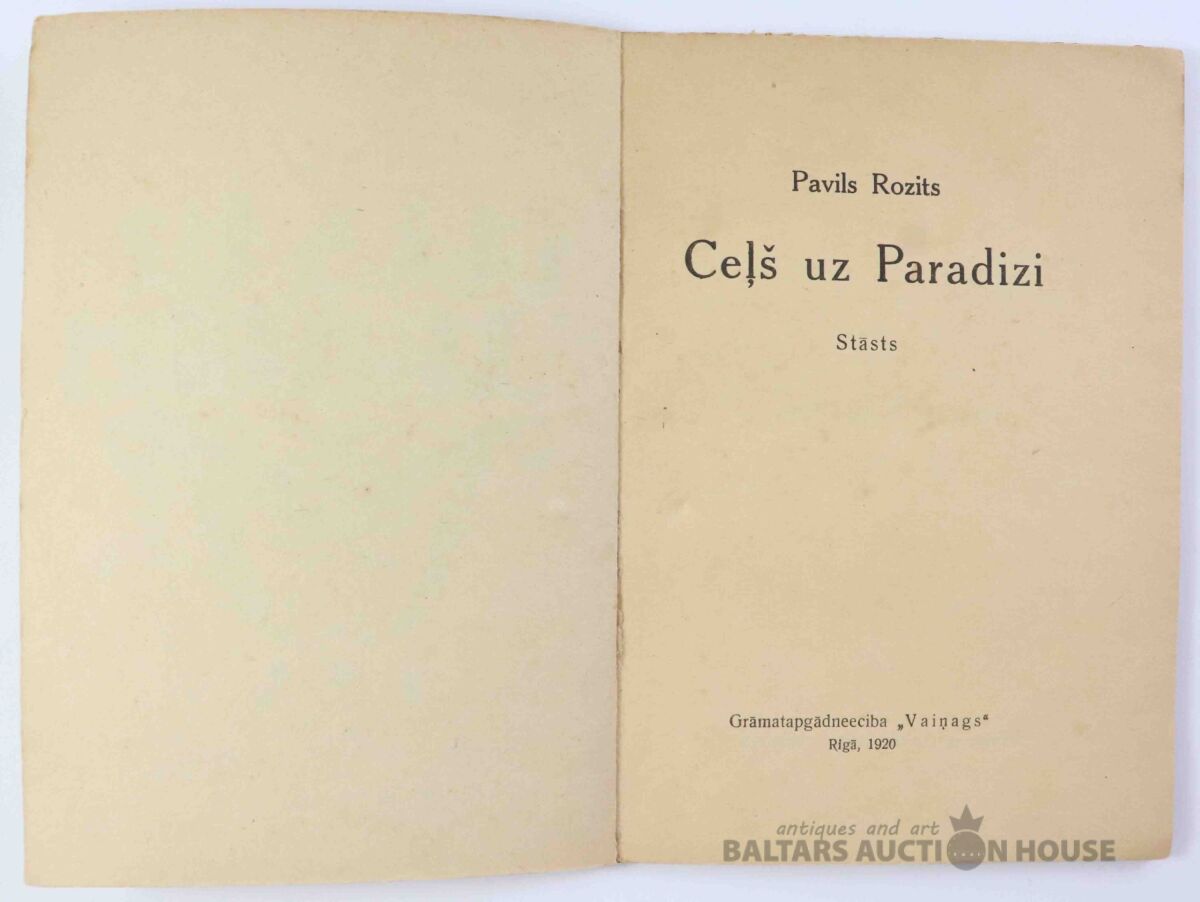 Pavils Rozits
Ceļš uz Paradizi
Stāsts
Grāmatapgādneeciba „Vaiņags“
Rigā, 1920
antiques and art
BALTARS AUCTION HOUSE